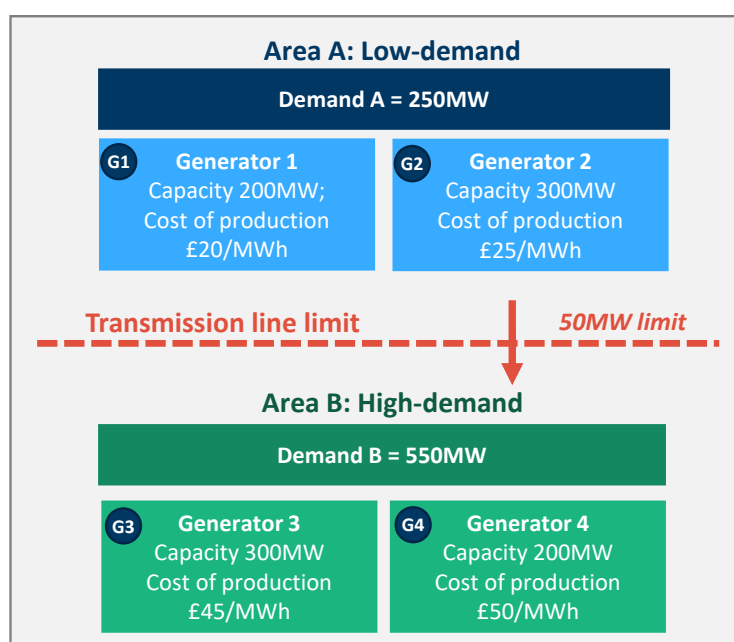 Area A: Low-demand
Demand A = 250MW
G1
Generator 1
Capacity 200MW;
Cost of production
£20/MWh
G2
Generator 2
Capacity 300MW
Cost of production
£25/MWh
Transmission line limit
50MW limit
Area B: High-demand
Demand B = 550MW
G3
Generator 3
Capacity 300MW
Cost of production
£45/MWh
G4
Generator 4
Capacity 200MW
Cost of production
£50/MWh